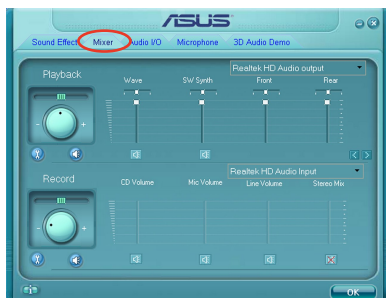 ASUS
Sound Effect Mixer Audio I/O Microphone 3D Audio Demo
Playback
Realtek HD Audio output
Wave SW Synth Front Rear
- +
Record
Realtek HD Audio Input
CD Volume Mic Volume Line Volume Stereo Mix
- +
OK